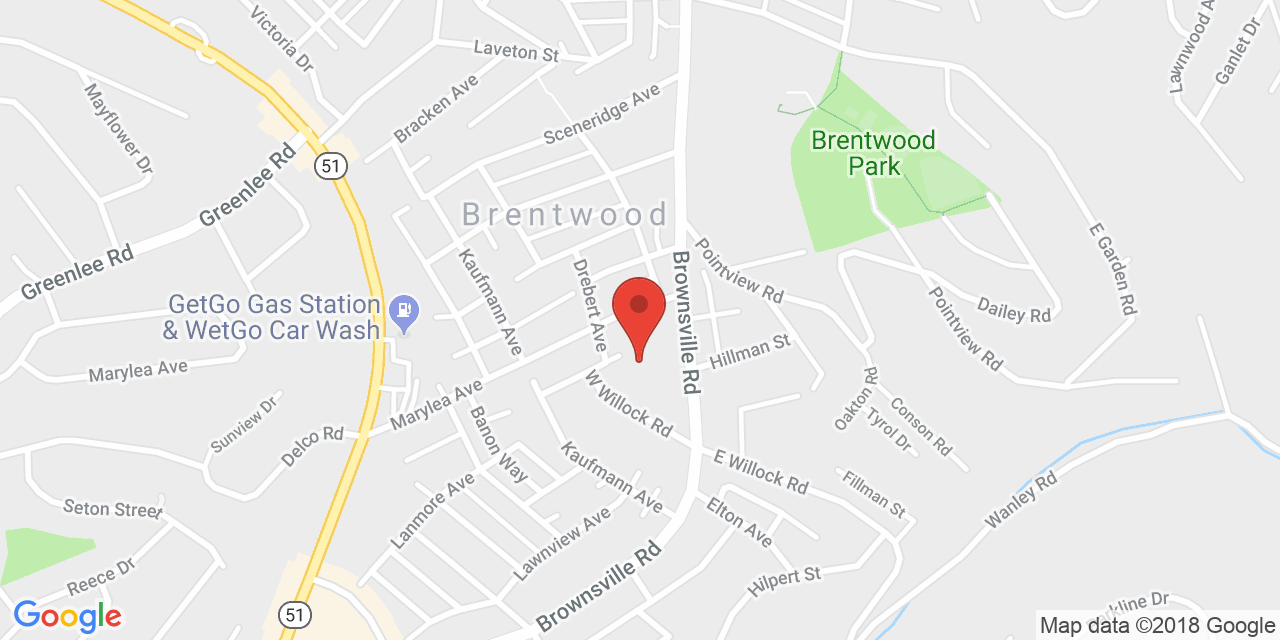 Victoria Dr
Laveton St
Lawnwood A
Ganlet Dr
Mayflower Dr
Bracken Ave
Sceneridge Ave
51
Greenlee Rd
Brentwood
Park
Brentwood
Greenlee Rd
Kaufmann Ave
Drebert Ave
Brownsville Rd
Pointview Rd
E Garden Rd
GetGo Gas Station
& WetGo Car Wash
Dailey Rd
Pointview Rd
Marylea Ave
Hillman St
Marylea Ave
W Willock Rd
Oakton Rd
Conson Rd
Tyrol Dr
Sunview Dr
Delco Rd
Banon Way
Kaufmann Ave
E Willock Rd
Fillman St
Wanley Rd
Seton Street
Lanmore Ave
Lawnview Ave
Elton Ave
Reece Dr
Brownsville Rd
Hilpert St
51
Google
rkline Dr
Map data ©2018 Google